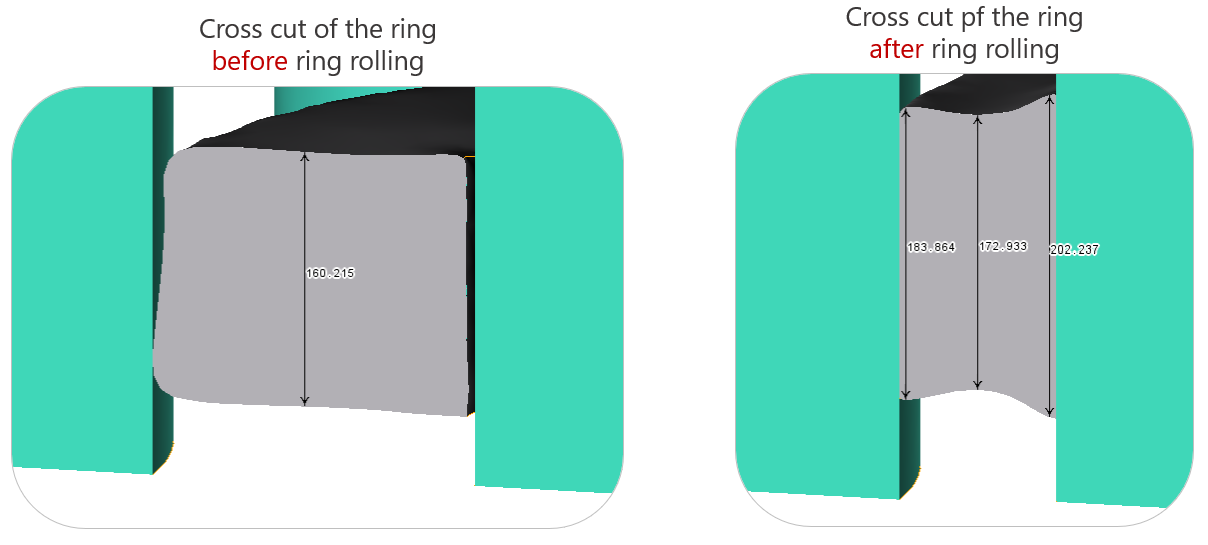 Cross cut of the ring
before ring rolling
160.215
Cross cut pf the ring
after ring rolling
183.864
172.933
202.237